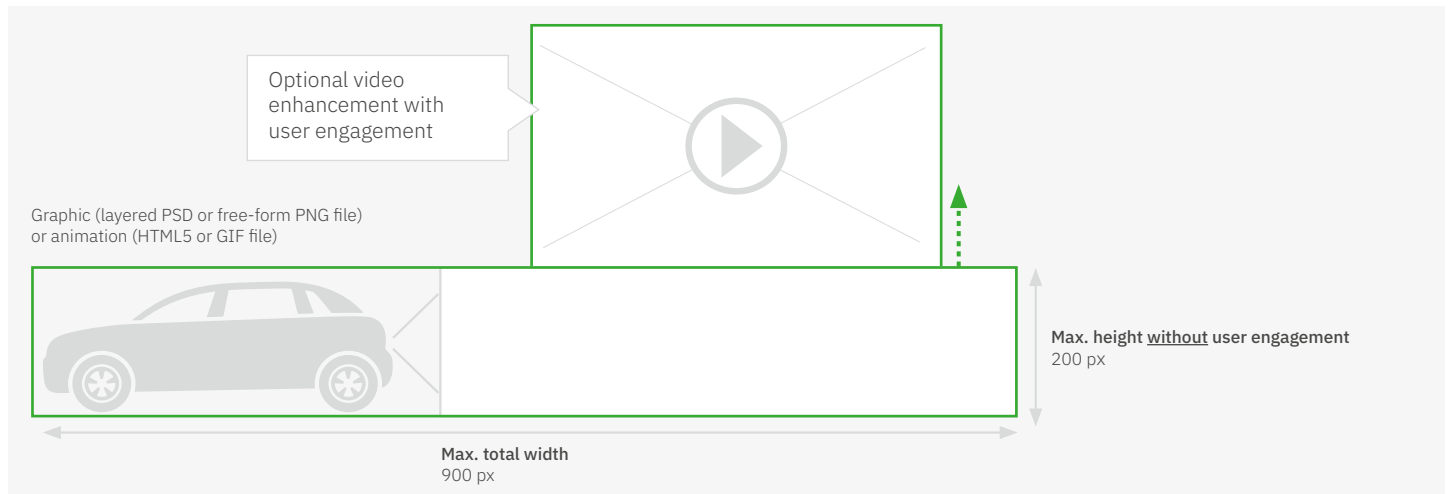 Optional video
enhancement with
user engagement
Graphic (layered PSD or free-form PNG file)
or animation (HTML5 or GIF file)
Max. height without user engagement
200 px
Max. total width
900 px